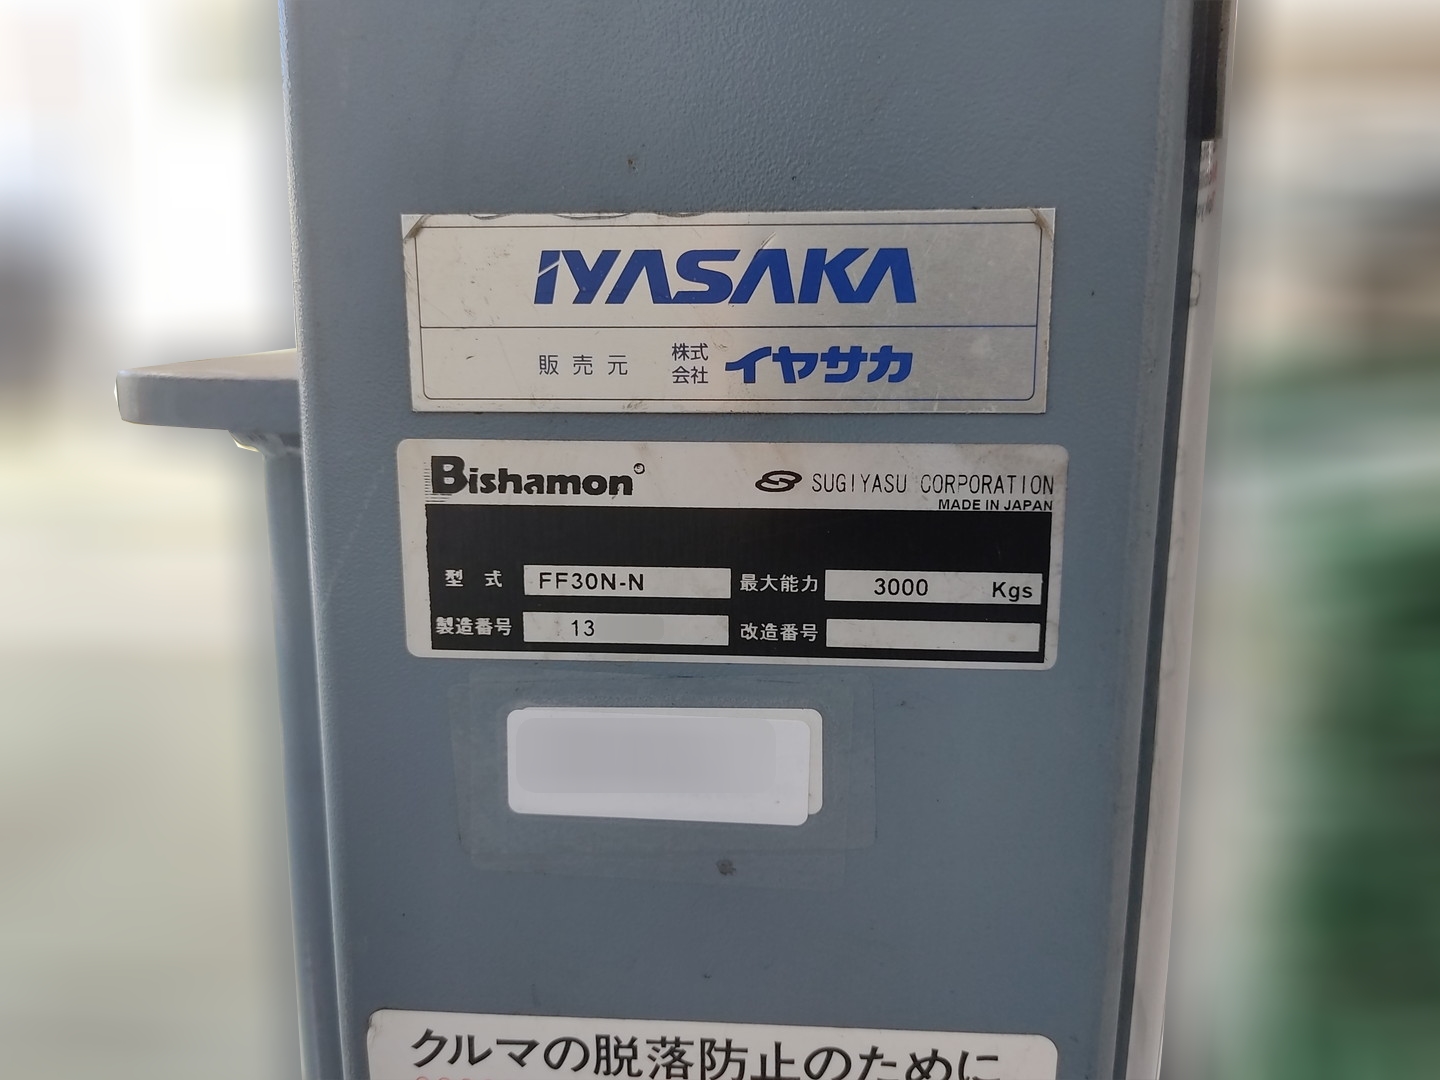 IYASAKA
販売元 株式会社 イヤサカ
Bishamon SUGIYASU CORPORATION
MADE IN JAPAN
型式 FF30N-N 最大能力 3000 Kgs
製造番号 13 改造番号
クルマの脱落防止のために